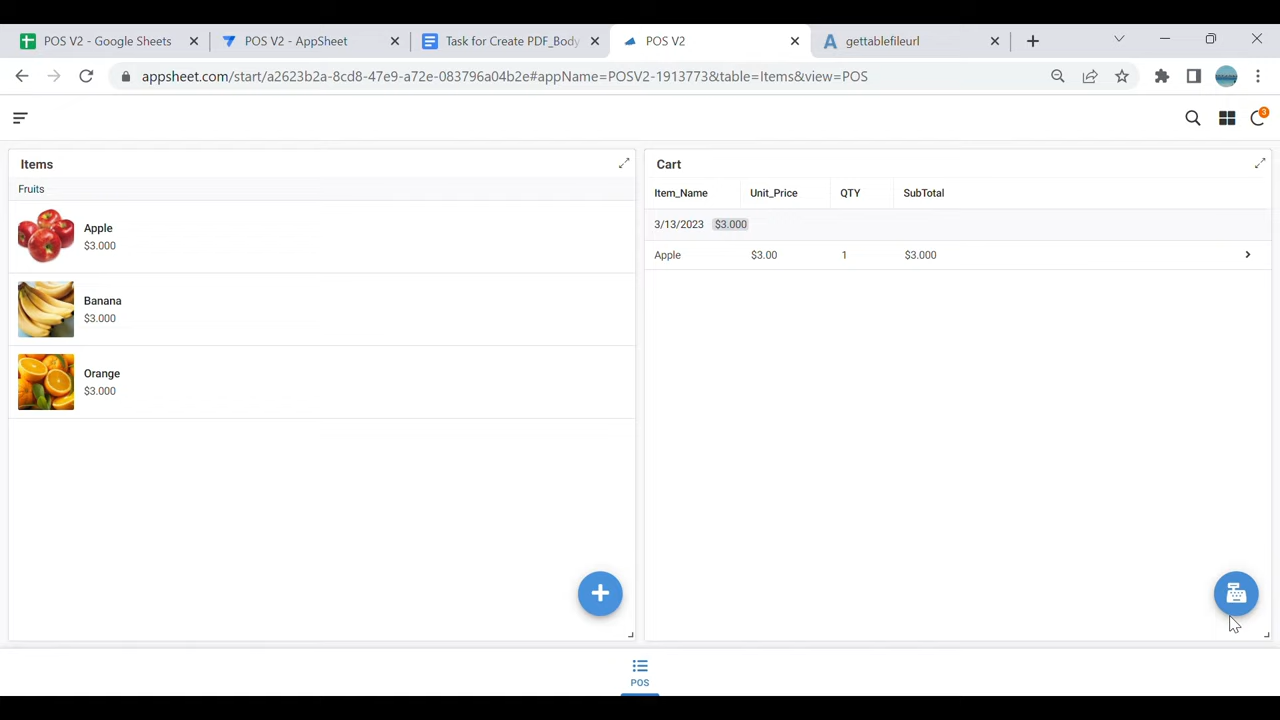 POS V2 - Google Sheets
POS V2 - AppSheet
Task for Create PDF_Body
POS V2
gettablefileurl
appsheet.com/start/a2623b2a-8cd8-47e9-a72e-083796a04b2e#appName=POSV2-1913773&table=Items&view=POS
3
Items
Fruits
Apple
$3.000
Banana
$3.000
Orange
$3.000
Cart
Item_Name Unit_Price QTY SubTotal
3/13/2023 $3.000
Apple $3.00 1 $3.000
POS